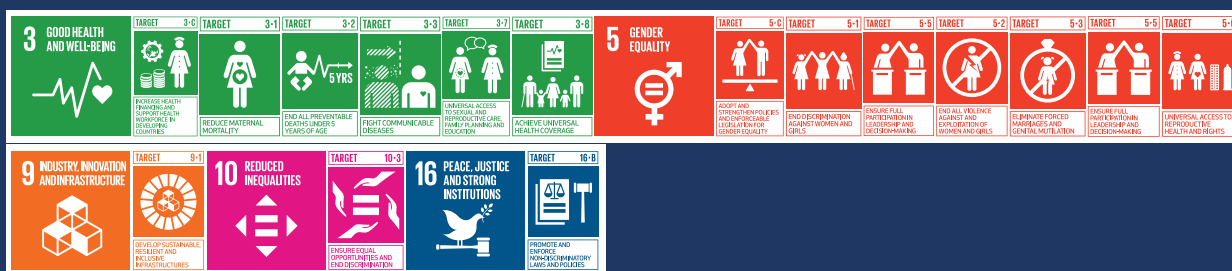 3 GOOD HEALTH
AND WELL-BEING
TARGET 3·C
INCREASE HEALTH
FINANCING AND
SUPPORT HEALTH
WORKFORCE IN
DEVELOPING
COUNTRIES
TARGET 3·1
REDUCE MATERNAL
MORTALITY
TARGET 3·2
5 YRS
END ALL PREVENTABLE
DEATHS UNDER 5
YEARS OF AGE
TARGET 3·3
FIGHT COMMUNICABLE
DISEASES
TARGET 3·7
UNIVERSAL ACCESS
TO SEXUAL AND
REPRODUCTIVE CARE,
FAMILY PLANNING AND
EDUCATION
TARGET 3·8
ACHIEVE UNIVERSAL
HEALTH COVERAGE
5 GENDER
EQUALITY
TARGET 5·C
ADOPT AND
STRENGTHEN POLICIES
AND ENFORCEABLE
LEGISLATION FOR
GENDER EQUALITY
TARGET 5·1
END DISCRIMINATION
AGAINST WOMEN AND
GIRLS
TARGET 5·5
ENSURE FULL
PARTICIPATION IN
LEADERSHIP AND
DECISION-MAKING
TARGET 5·2
END ALL VIOLENCE
AGAINST AND
EXPLOITATION OF
WOMEN AND GIRLS
TARGET 5·3
ELIMINATE FORCED
MARRIAGES AND
GENITAL MUTILATION
TARGET 5·5
ENSURE FULL
PARTICIPATION IN
LEADERSHIP AND
DECISION-MAKING
TARGET
UNIVERSAL ACCESS TO
REPRODUCTIVE
HEALTH AND RIGHTS
9 INDUSTRY, INNOVATION
AND INFRASTRUCTURE
TARGET 9·1
DEVELOP SUSTAINABLE,
RESILIENT AND
INCLUSIVE
INFRASTRUCTURES
10 REDUCED
INEQUALITIES
TARGET 10·3
ENSURE EQUAL
OPPORTUNITIES AND
END DISCRIMINATION
16 PEACE, JUSTICE
AND STRONG
INSTITUTIONS
TARGET 16·B
PROMOTE AND
ENFORCE
NON-DISCRIMINATORY
LAWS AND POLICIES